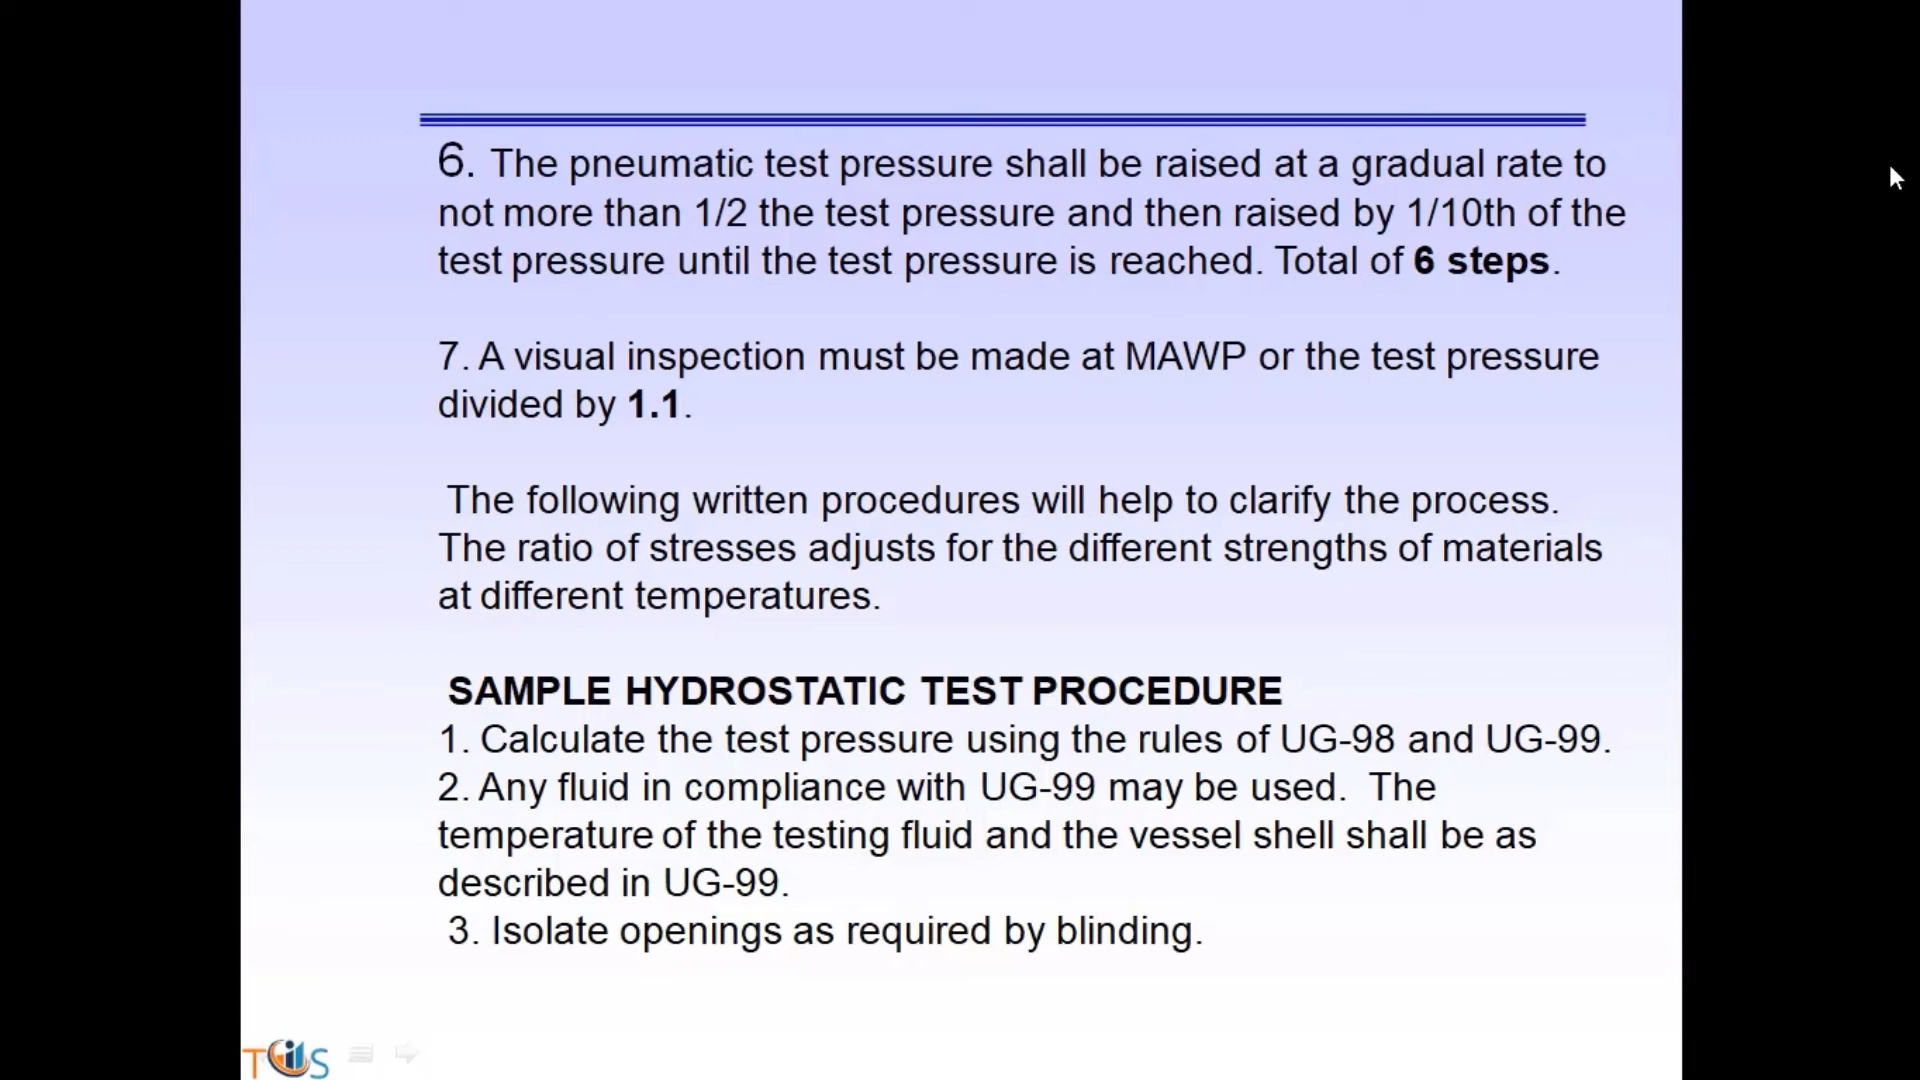 6. The pneumatic test pressure shall be raised at a gradual rate to
not more than 1/2 the test pressure and then raised by 1/10th of the
test pressure until the test pressure is reached. Total of 6 steps.
7. A visual inspection must be made at MAWP or the test pressure
divided by 1.1.
The following written procedures will help to clarify the process.
The ratio of stresses adjusts for the different strengths of materials
at different temperatures.
SAMPLE HYDROSTATIC TEST PROCEDURE
1. Calculate the test pressure using the rules of UG-98 and UG-99.
2. Any fluid in compliance with UG-99 may be used. The
temperature of the testing fluid and the vessel shell shall be as
described in UG-99.
3. Isolate openings as required by blinding.